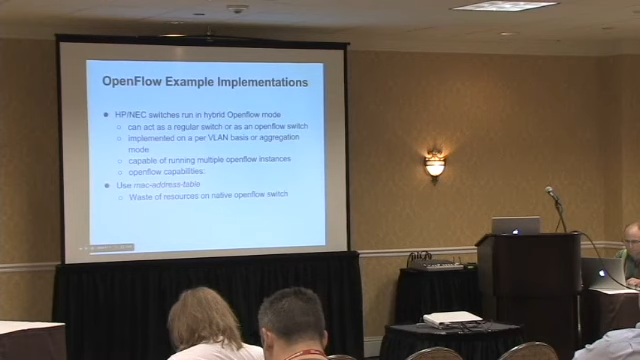 OpenFlow Example Implementations
HP/NEC switches run in hybrid Openflow mode
can act as a regular switch or as an openflow switch
implemented on a per VLAN basis or aggregation
mode
capable of running multiple openflow instances
openflow capabilities:
Use mac-address-table
Waste of resources on native openflow switch